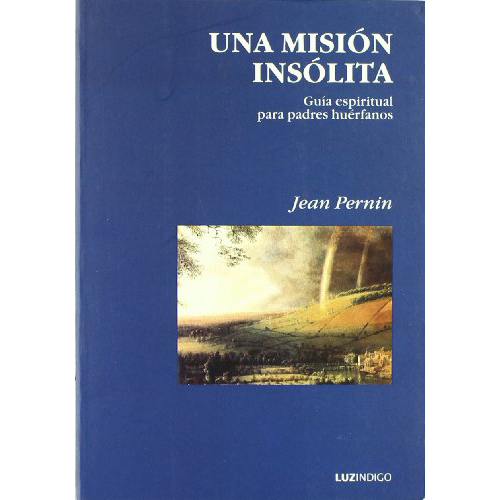 UNA MISIÓN
INSÓLITA
Guía espiritual
para padres huérfanos
Jean Pernin
LUZINDIGO